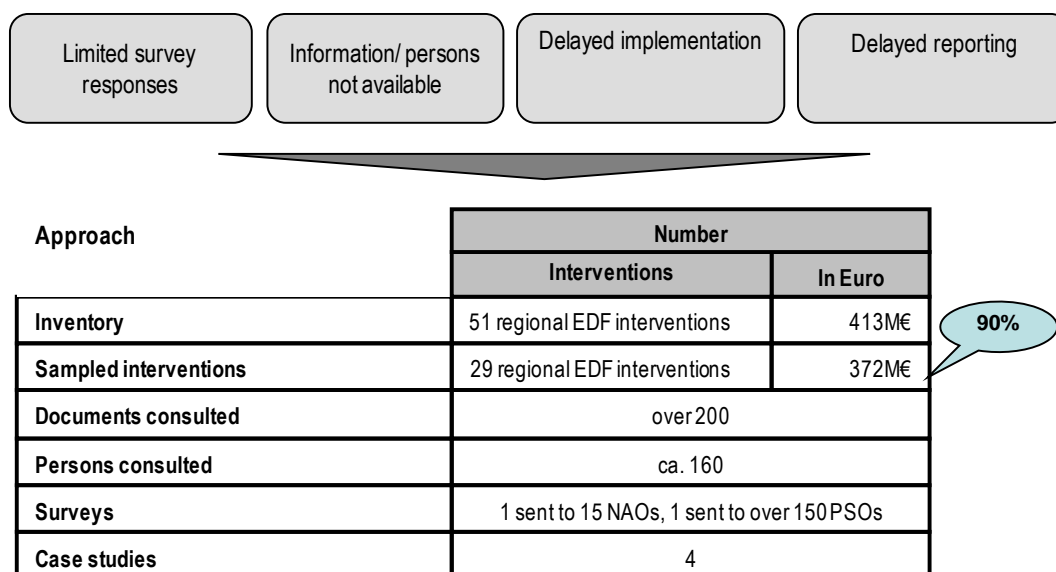 Limited survey
responses
Information/ persons
not available
Delayed implementation
Delayed reporting
Approach
Number
Interventions
In Euro
Inventory
51 regional EDF interventions
413M€
90%
Sampled interventions
29 regional EDF interventions
372M€
Documents consulted
over 200
Persons consulted
ca. 160
Surveys
1 sent to 15 NAOs, 1 sent to over 150 PSOs
Case studies
4